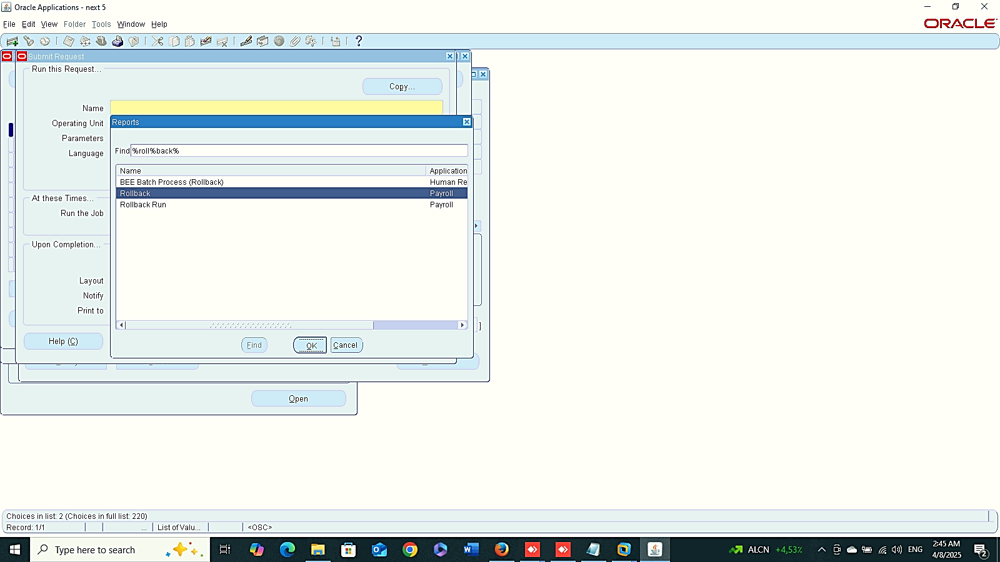 Oracle Applications - next 5
File Edit View Folder Tools Window Help
ORACLE
Submit Request
Run this Request...
Copy...
Name
Operating Unit
Parameters
Language
Reports
Find %roll%back%
Name Application
BEE Batch Process (Rollback) Human Re
Rollback Payroll
Rollback Run Payroll
At these Times...
Run the Job
Upon Completion...
Layout
Notify
Print to
Help (C)
Find OK Cancel
]
Open
Choices in list: 2 (Choices in full list: 220)
Record: 1/1 ... List of Valu... <OSC>
Type here to search
ALCN +4,53%
ENG
2:45 AM
4/8/2025
2